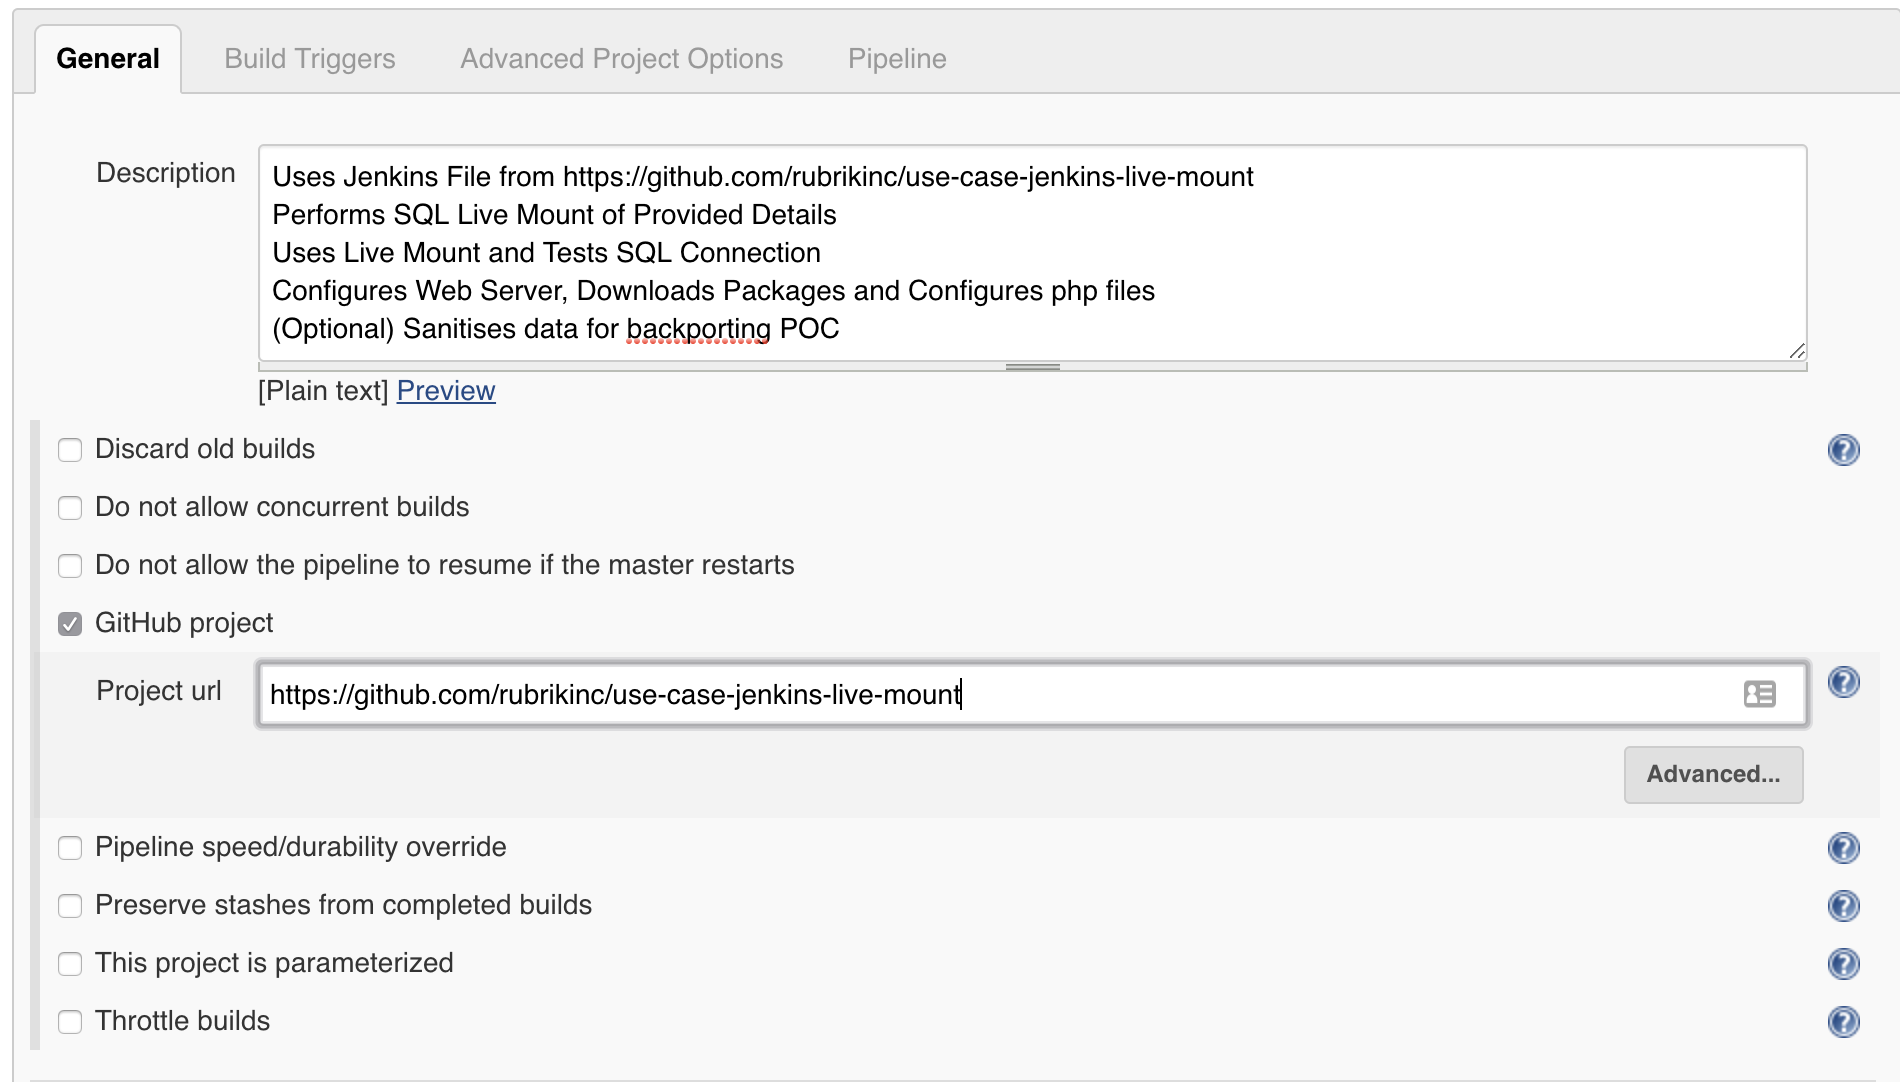 General
Build Triggers
Advanced Project Options
Pipeline
Description
Uses Jenkins File from https://github.com/rubrikinc/use-case-jenkins-live-mount
Performs SQL Live Mount of Provided Details
Uses Live Mount and Tests SQL Connection
Configures Web Server, Downloads Packages and Configures php files
(Optional) Sanitises data for backporting POC
[Plain text] Preview
Discard old builds
Do not allow concurrent builds
Do not allow the pipeline to resume if the master restarts
GitHub project
Project url
https://github.com/rubrikinc/use-case-jenkins-live-mount
Advanced...
Pipeline speed/durability override
Preserve stashes from completed builds
This project is parameterized
Throttle builds